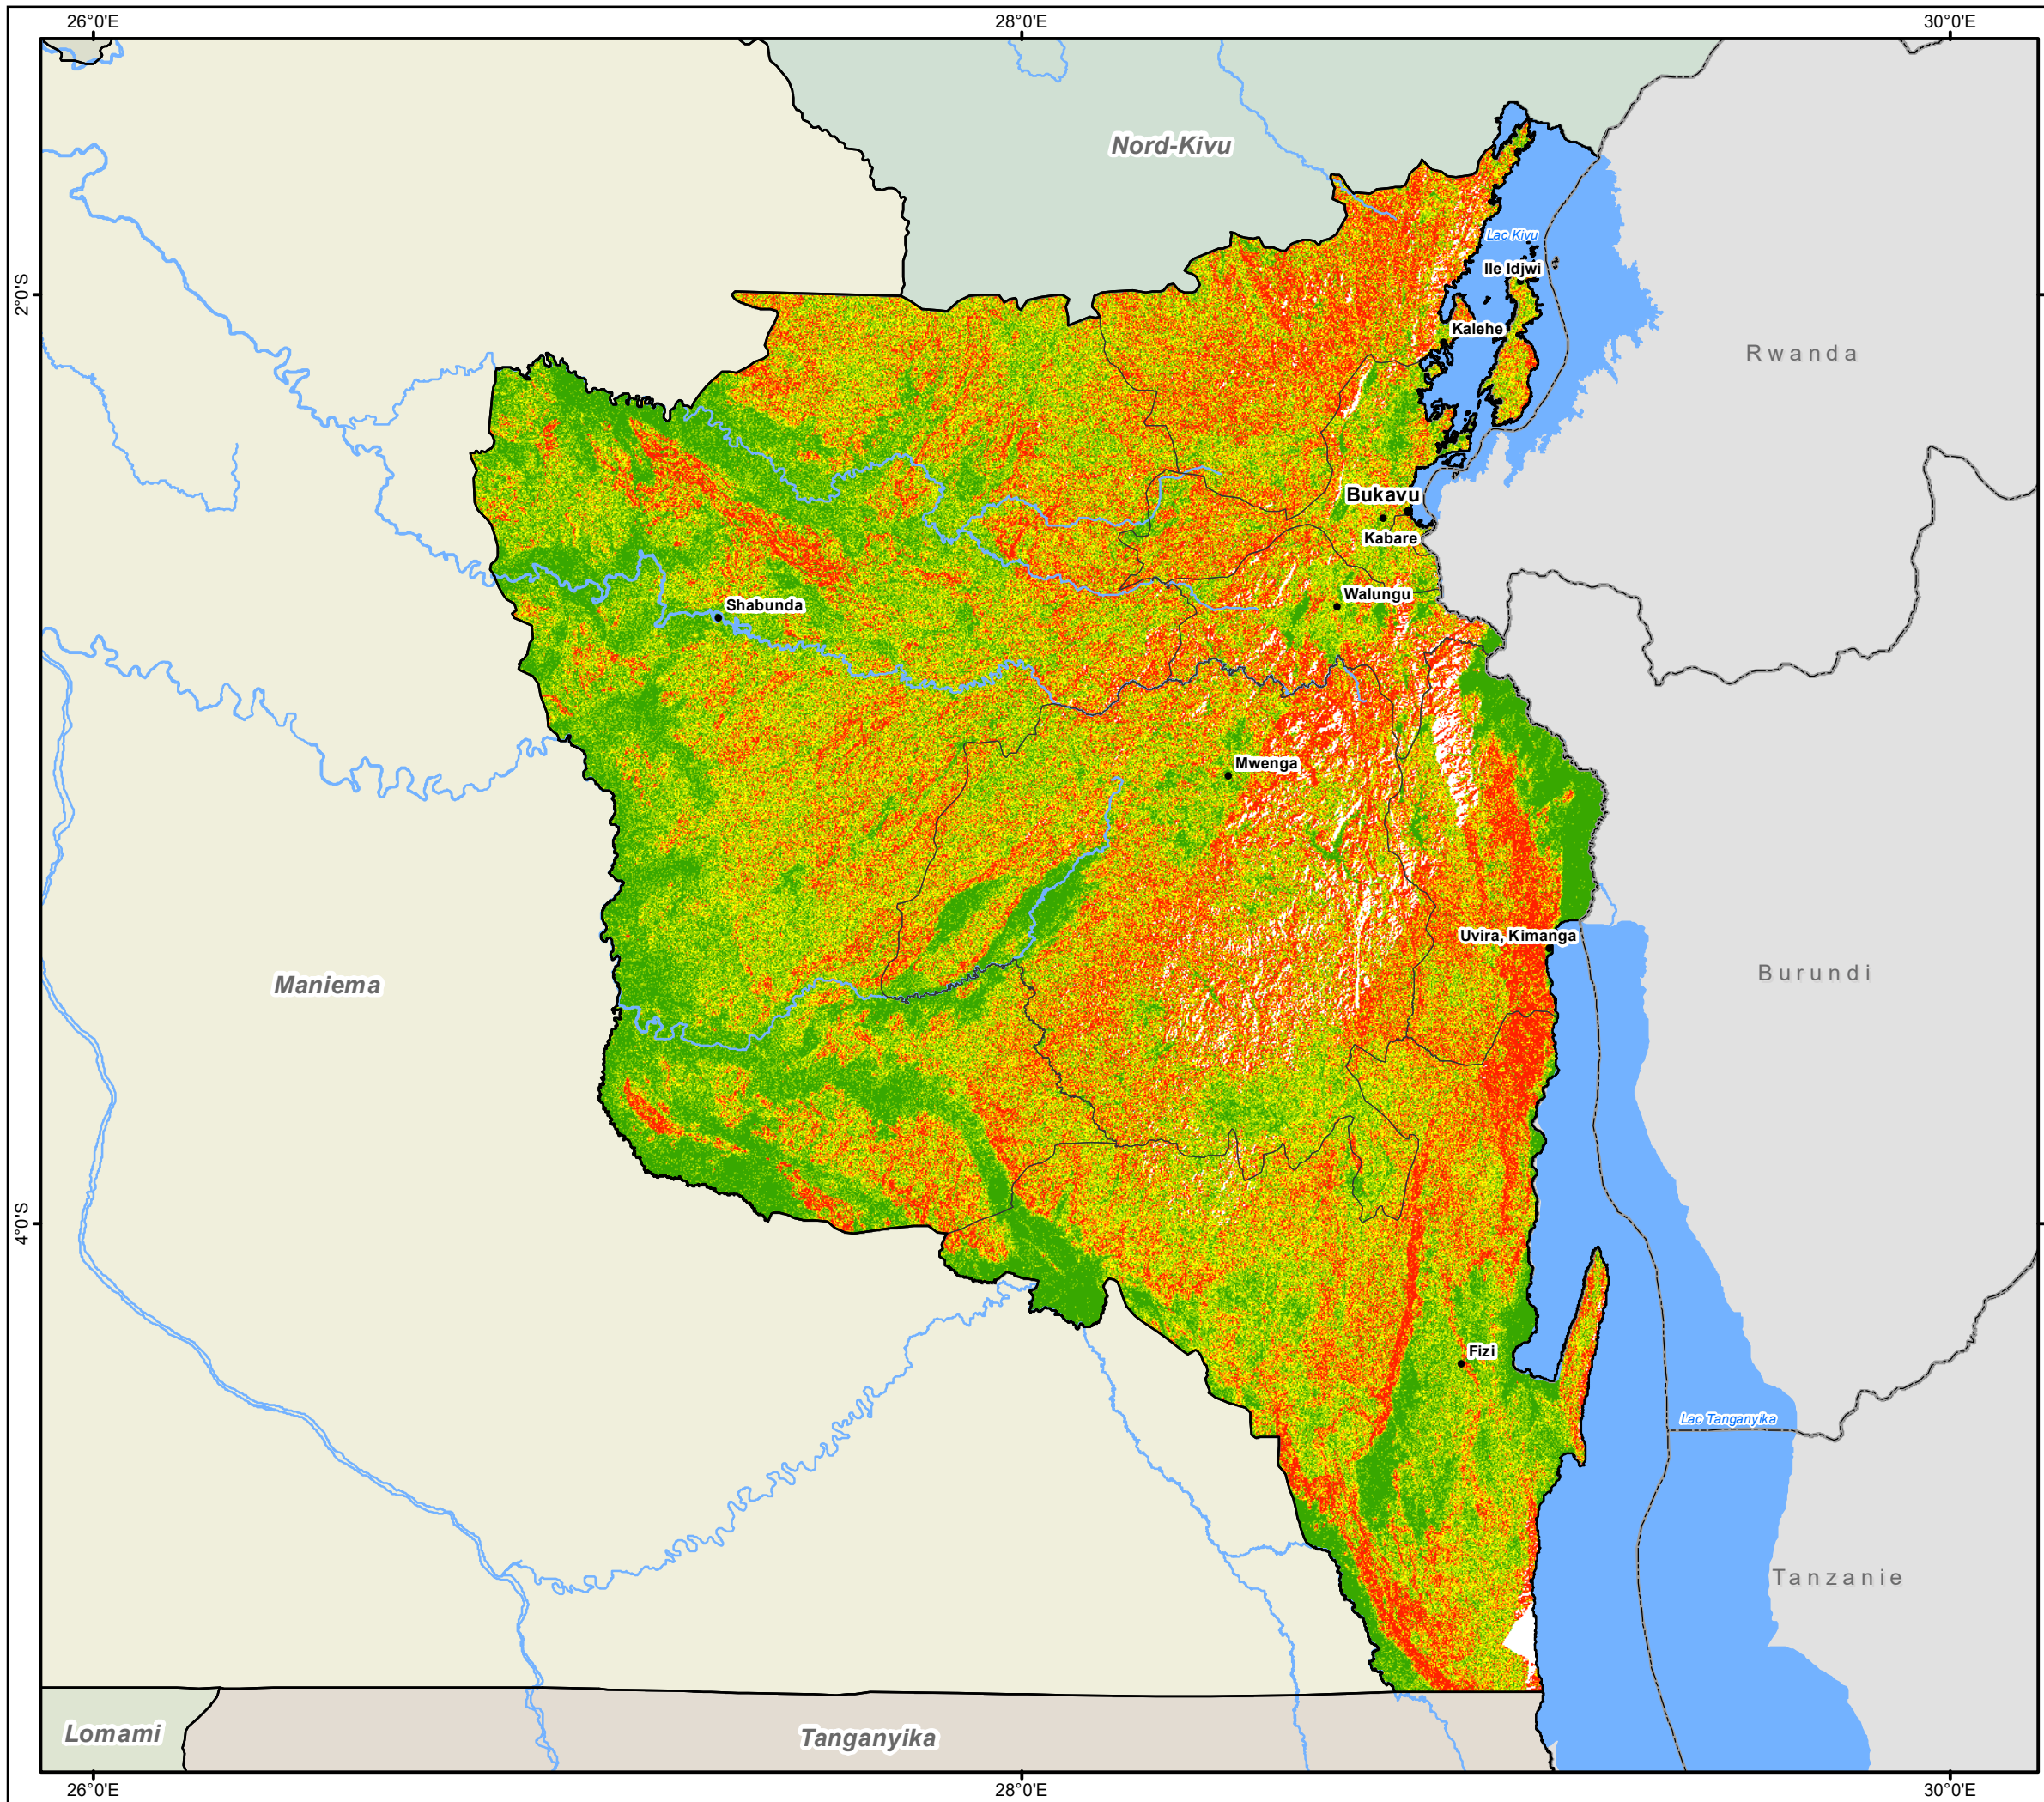 26°0'E
28°0'E
30°0'E
Nord-Kivu
Lac Kivu
Ile Idjwi
2°0'S
Kalehe
Rwanda
Bukavu
Kabare
Walungu
Shabunda
Mwenga
Uvira, Kimanga
Burundi
Maniema
4°0'S
Fizi
Lac Tanganyika
Tanzanie
Lomami
Tanganyika
26°0'E
28°0'E
30°0'E